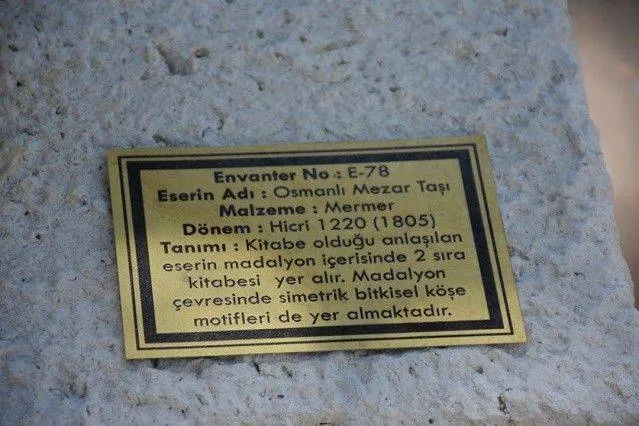 Envanter No : E-78
Eserin Adı : Osmanlı Mezar Taşı
Malzeme : Mermer
Dönem : Hicri 1220 (1805)
Tanımı : Kitabe olduğu anlaşılan
eserin madalyon içerisinde 2 sıra
kitabesi yer alır. Madalyon
çevresinde simetrik bitkisel köşe
motifleri de yer almaktadır.